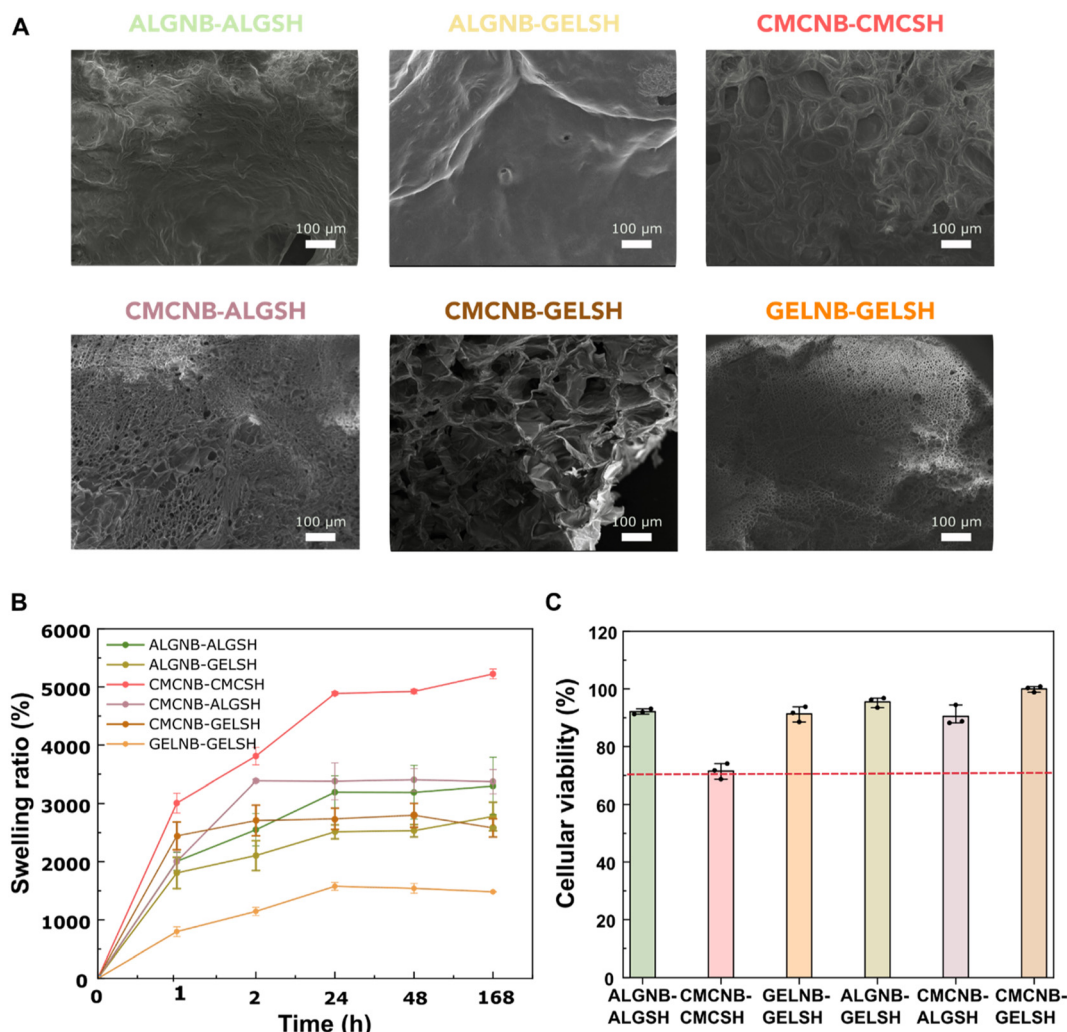 A
ALGNB-ALGSH
ALGNB-GELSH
CMCNB-CMCSH
100 µm
100 µm
100 µm
CMCNB-ALGSH
CMCNB-GELSH
GELNB-GELSH
100 µm
100 µm
100 µm
B
Swelling ratio (%)
6000
5000
4000
3000
2000
1000
0
ALGNB-ALGSH
ALGNB-GELSH
CMCNB-CMCSH
CMCNB-ALGSH
CMCNB-GELSH
GELNB-GELSH
0 1 2 24 48 168
Time (h)
C
Cellular viability (%)
120
100
80
60
40
20
0
ALGNB-
ALGSH
CMCNB-
CMCSH
GELNB-
GELSH
ALGNB-
GELSH
CMCNB-
ALGSH
CMCNB-
GELSH